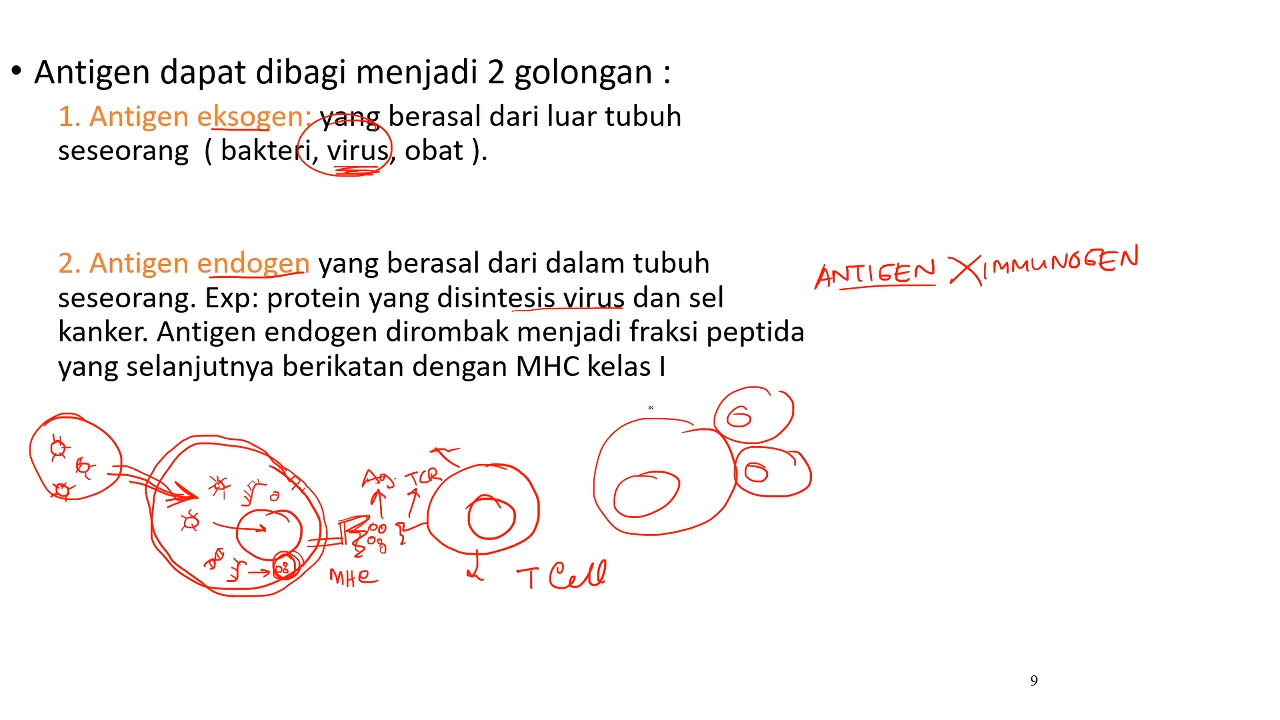 • Antigen dapat dibagi menjadi 2 golongan :
1. Antigen eksogen: yang berasal dari luar tubuh
seseorang ( bakteri, virus, obat ).
2. Antigen endogen yang berasal dari dalam tubuh
seseorang. Exp: protein yang disintesis virus dan sel
kanker. Antigen endogen dirombak menjadi fraksi peptida
yang selanjutnya berikatan dengan MHC kelas I
ANTIGEN X IMMUNOGEN
Ag. TCR
MHC
T Cell
9